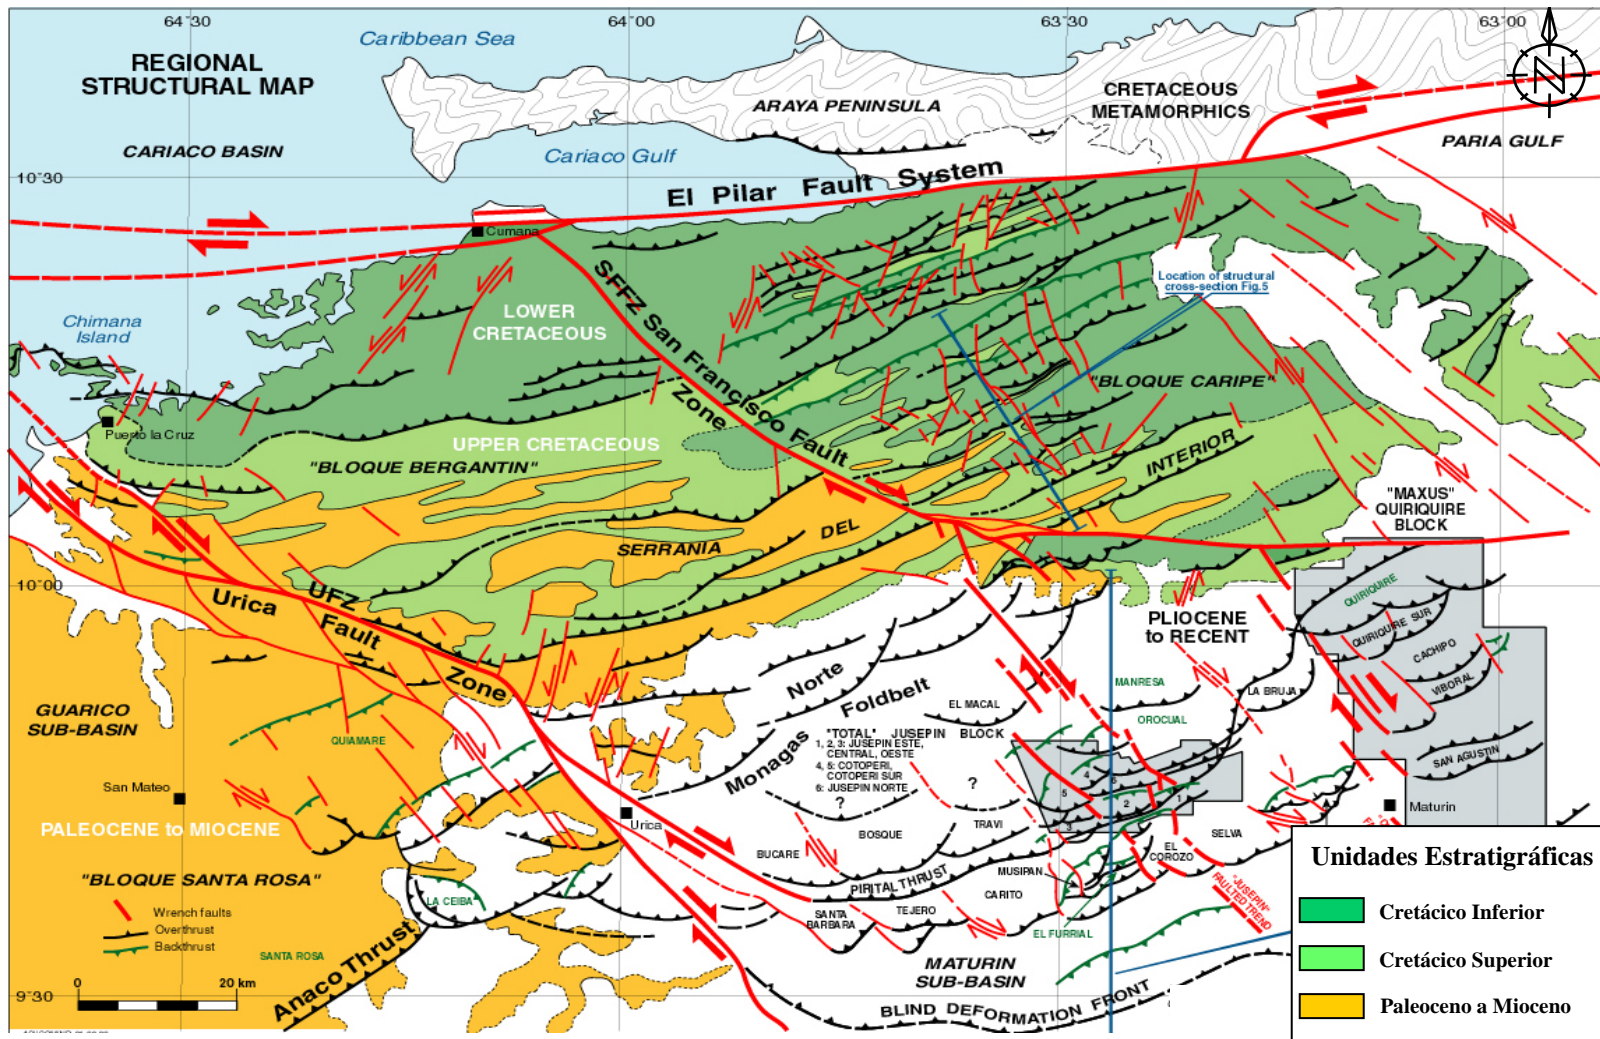 64°30
64°00
63°30
63°00
REGIONAL
STRUCTURAL MAP
Caribbean Sea
N
CRETACEOUS
METAMORPHICS
ARAYA PENINSULA
CARIACO BASIN
Cariaco Gulf
PARIA GULF
10°30
El Pilar Fault System
Cumana
SFFZ San Francisco Fault
Zone
Location of structural
cross-section Fig.5
LOWER
CRETACEOUS
Chimana
Island
"BLOQUE CARIPE"
Puerto la Cruz
UPPER CRETACEOUS
"BLOQUE BERGANTIN"
INTERIOR
"MAXUS"
QUIRIQUIRE
BLOCK
DEL
SERRANIA
10°00
UFZ
Urica
Fault
Zone
QUIRIQUIRE
PLIOCENE
to RECENT
QUIRIQUIRE SUR
CACHIPO
VIBORAL
Norte
MANRESA
LA BRUJA
Foldbelt
EL MACAL
OROCUAL
GUARICO
SUB-BASIN
QUIAMARE
Monagas
"TOTAL" JUSEPIN BLOCK
1, 2, 3: JUSEPIN ESTE,
CENTRAL, OESTE
4, 5: COTOPERI,
COTOPERI SUR
6: JUSEPIN NORTE
?
?
SAN AGUSTIN
4
6
5
2
1
3
San Mateo
Maturin
Urica
PALEOCENE to MIOCENE
BOSQUE
TRAVI
SELVA
BUCARE
EL
COROZO
PIRITAL THRUST
MUSIPAN
CARITO
"BLOQUE SANTA ROSA"
LA CEIBA
SANTA
BARBARA
TEJERO
EL FURRIAL
"JUSEPIN"
FAULTED TREND
Wrench faults
Overthrust
Backthrust
SANTA ROSA
Anaco Thrust
MATURIN
SUB-BASIN
0
20 km
9°30
BLIND DEFORMATION FRONT
Unidades Estratigráficas
Cretácico Inferior
Cretácico Superior
Paleoceno a Mioceno